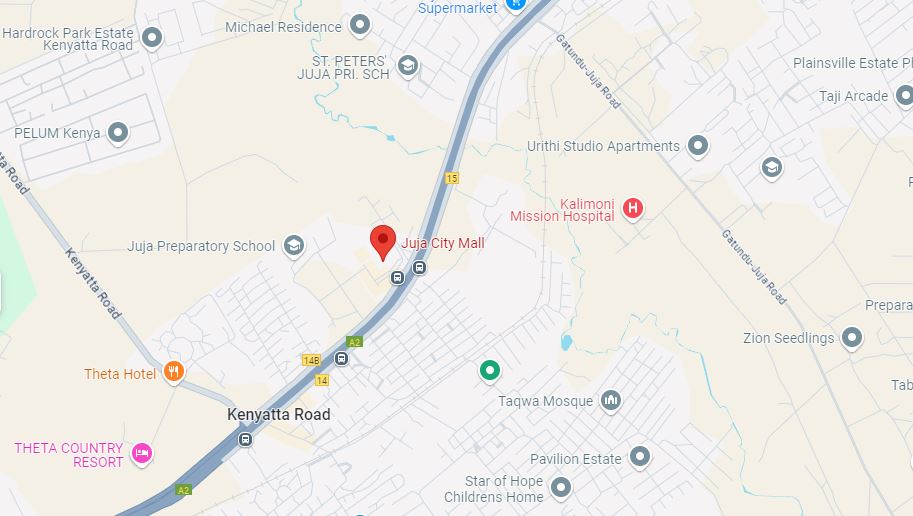 Supermarket
Hardrock Park Estate
Kenyatta Road
Michael Residence
ST. PETERS'
JUJA PRI. SCH
Gatundu-Juja Road
Plainsville Estate
Taji Arcade
PELUM Kenya
Urithi Studio Apartments
15
Road
Kalimoni
Mission Hospital
Juja Preparatory School
Juja City Mall
Gatundu-Juja Road
Kenyatta Road
Zion Seedlings
A2
14B
14
Theta Hotel
Taqwa Mosque
Kenyatta Road
THETA COUNTRY
RESORT
Pavilion Estate
A2
Star of Hope
Childrens Home